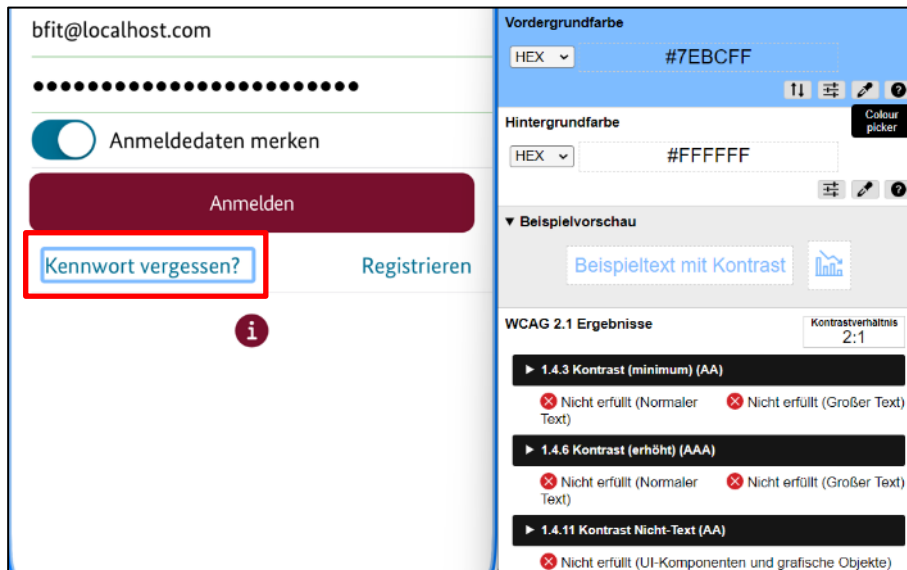 bfit@localhost.com
••••••••••••••••••••••••
Anmeldedaten merken
Anmelden
Kennwort vergessen?
Registrieren
i
Vordergrundfarbe
HEX
#7EBCFF
?
Colour
picker
Hintergrundfarbe
HEX
#FFFFFF
?
▼ Beispielvorschau
Beispieltext mit Kontrast
WCAG 2.1 Ergebnisse
Kontrastverhältnis
2:1
▶ 1.4.3 Kontrast (minimum) (AA)
Nicht erfüllt (Normaler
Text)
Nicht erfüllt (Großer Text)
▶ 1.4.6 Kontrast (erhöht) (AAA)
Nicht erfüllt (Normaler
Text)
Nicht erfüllt (Großer Text)
▶ 1.4.11 Kontrast Nicht-Text (AA)
Nicht erfüllt (UI-Komponenten und grafische Objekte)